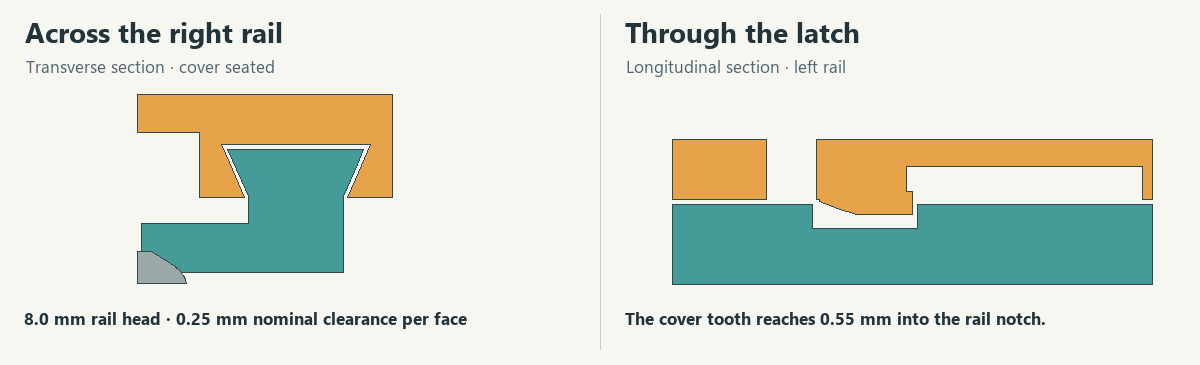 Across the right rail
Transverse section · cover seated
8.0 mm rail head · 0.25 mm nominal clearance per face
Through the latch
Longitudinal section · left rail
The cover tooth reaches 0.55 mm into the rail notch.